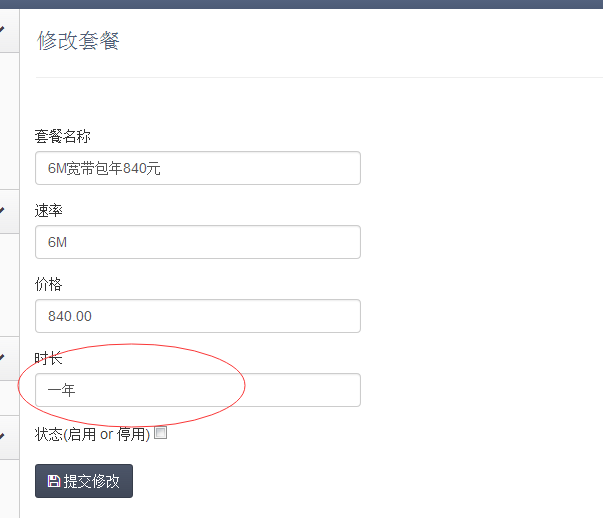 修改套餐
套餐名称
6M宽带包年840元
速率
6M
价格
840.00
时长
一年
状态(启用 or 停用)
提交修改